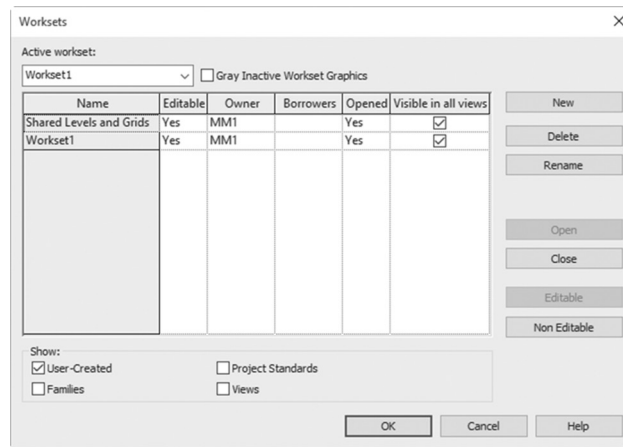 Worksets
Active workset:
Workset1
Gray Inactive Workset Graphics
Name Editable Owner Borrowers Opened Visible in all views
Shared Levels and Grids Yes MM1 Yes
Workset1 Yes MM1 Yes
New
Delete
Rename
Open
Close
Editable
Non Editable
Show:
User-Created Project Standards
Families Views
OK Cancel Help